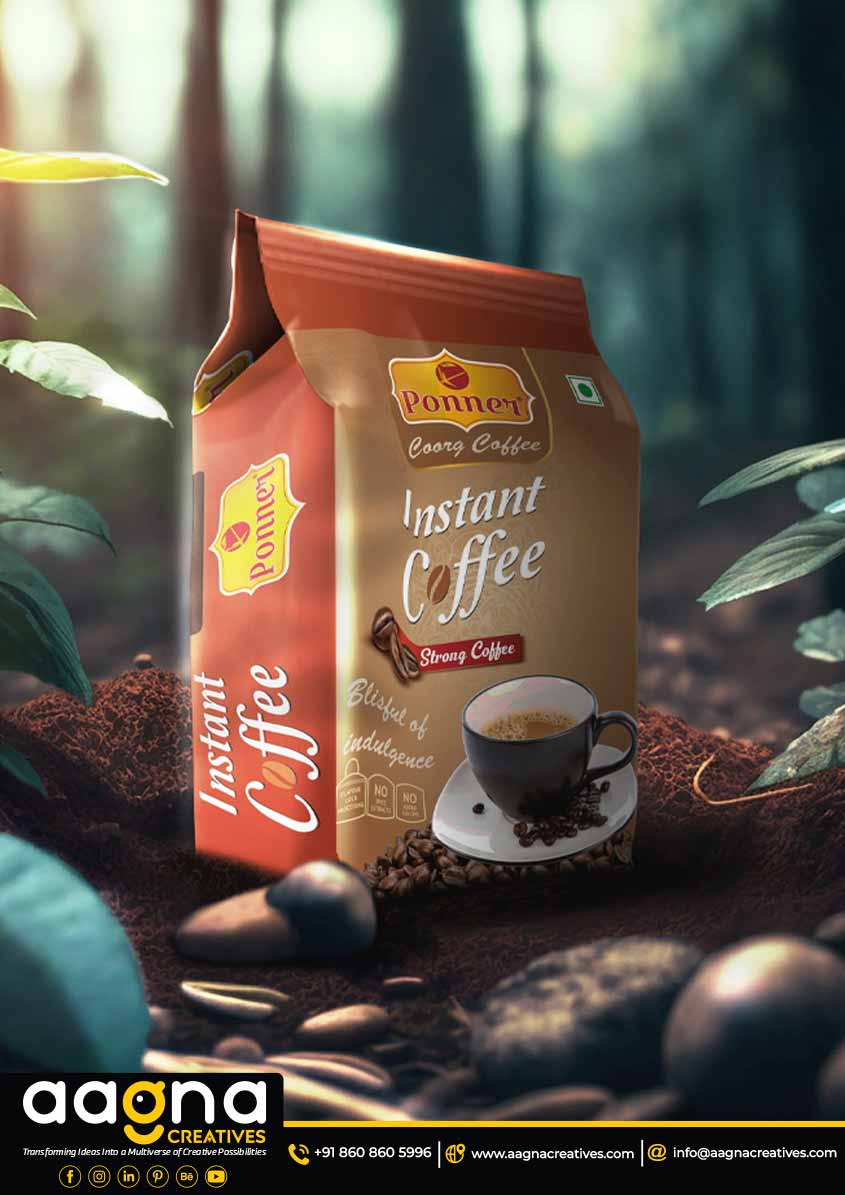 Ponner
Coorg Coffee
Instant
Coffee
Strong Coffee
Blisful of
indulgence
NO
NO
Ponner
Instant
Coffee
aagna
CREATIVES
Transforming Ideas Into a Multiverse of Creative Possibilities
+91 860 860 5996
www.aagnacreatives.com
info@aagnacreatives.com